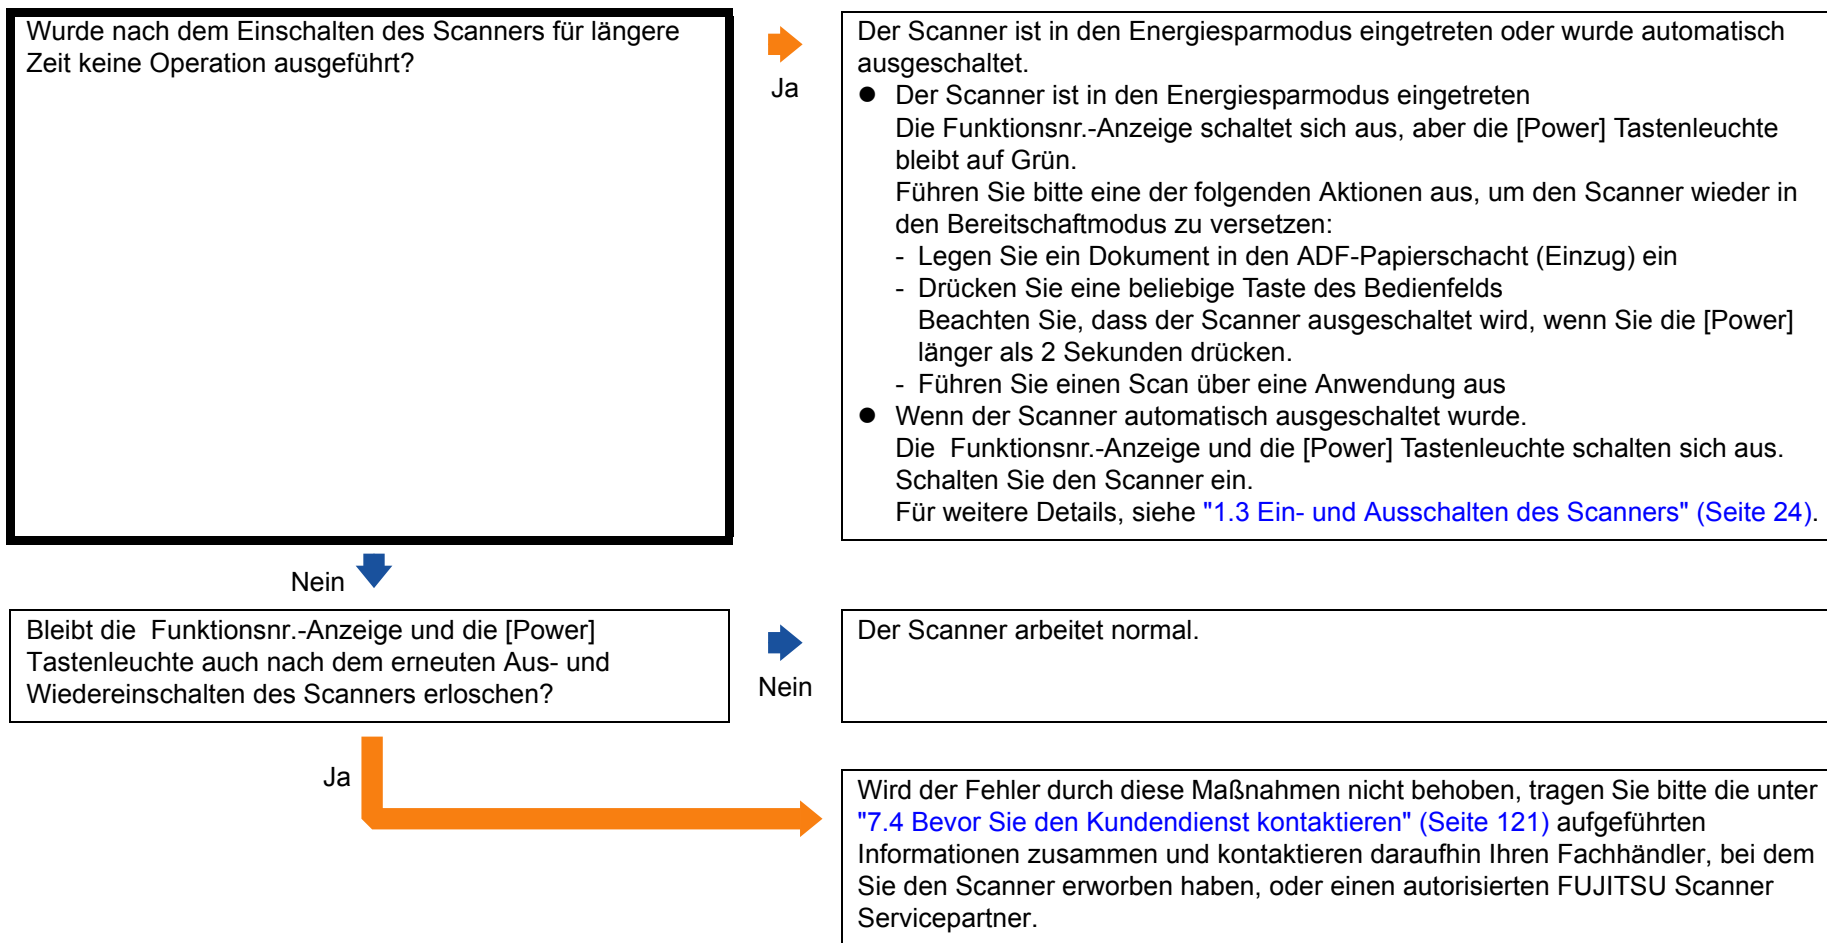 Wurde nach dem Einschalten des Scanners für längere
Zeit keine Operation ausgeführt?
Ja
Der Scanner ist in den Energiesparmodus eingetreten oder wurde automatisch
ausgeschaltet.
● Der Scanner ist in den Energiesparmodus eingetreten
Die Funktionsnr.-Anzeige schaltet sich aus, aber die [Power] Tastenleuchte
bleibt auf Grün.
Führen Sie bitte eine der folgenden Aktionen aus, um den Scanner wieder in
den Bereitschaftmodus zu versetzen:
- Legen Sie ein Dokument in den ADF-Papierschacht (Einzug) ein
- Drücken Sie eine beliebige Taste des Bedienfelds
Beachten Sie, dass der Scanner ausgeschaltet wird, wenn Sie die [Power]
länger als 2 Sekunden drücken.
- Führen Sie einen Scan über eine Anwendung aus
● Wenn der Scanner automatisch ausgeschaltet wurde.
Die Funktionsnr.-Anzeige und die [Power] Tastenleuchte schalten sich aus.
Schalten Sie den Scanner ein.
Für weitere Details, siehe "1.3 Ein- und Ausschalten des Scanners" (Seite 24).
Nein
Bleibt die Funktionsnr.-Anzeige und die [Power]
Tastenleuchte auch nach dem erneuten Aus- und
Wiedereinschalten des Scanners erloschen?
Nein
Der Scanner arbeitet normal.
Ja
Wird der Fehler durch diese Maßnahmen nicht behoben, tragen Sie bitte die unter
"7.4 Bevor Sie den Kundendienst kontaktieren" (Seite 121) aufgeführten
Informationen zusammen und kontaktieren daraufhin Ihren Fachhändler, bei dem
Sie den Scanner erworben haben, oder einen autorisierten FUJITSU Scanner
Servicepartner.